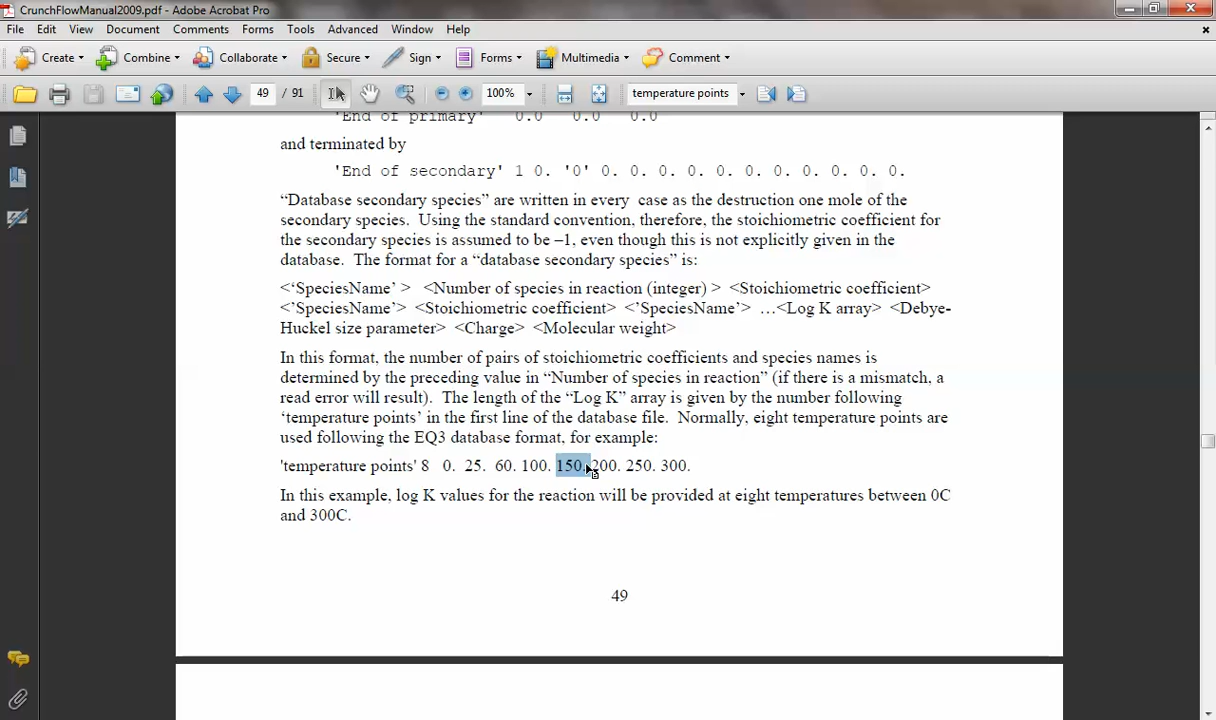 CrunchFlowManual2009.pdf - Adobe Acrobat Pro
File Edit View Document Comments Forms Tools Advanced Window Help
Create Combine Collaborate Secure Sign Forms Multimedia Comment
49 / 91 100% temperature points
'End of primary' 0.0 0.0 0.0
and terminated by
'End of secondary' 1 0. '0' 0. 0. 0. 0. 0. 0. 0. 0. 0. 0. 0.
“Database secondary species” are written in every case as the destruction one mole of the
secondary species. Using the standard convention, therefore, the stoichiometric coefficient for
the secondary species is assumed to be –1, even though this is not explicitly given in the
database. The format for a “database secondary species” is:
<‘SpeciesName’ > <Number of species in reaction (integer) > <Stoichiometric coefficient>
<’SpeciesName’> <Stoichiometric coefficient> <’SpeciesName’> …<Log K array> <Debye-
Huckel size parameter> <Charge> <Molecular weight>
In this format, the number of pairs of stoichiometric coefficients and species names is
determined by the preceding value in “Number of species in reaction” (if there is a mismatch, a
read error will result). The length of the “Log K” array is given by the number following
‘temperature points’ in the first line of the database file. Normally, eight temperature points are
used following the EQ3 database format, for example:
'temperature points' 8 0. 25. 60. 100. 150. 200. 250. 300.
In this example, log K values for the reaction will be provided at eight temperatures between 0C
and 300C.
49